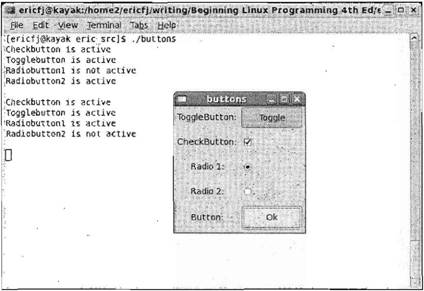 ericfj@kayak:/home2/ericfj/writing/Beginning Linux Programming 4th Ed/e
File Edit View Terminal Tabs Help
[ericfj@kayak eric_src]$ ./buttons
Checkbutton is active
Togglebutton is active
Radiobutton1 is not active
Radiobutton2 is active
Checkbutton is active
Togglebutton is active
Radiobutton1 is active
Radiobutton2 is not active
buttons
ToggleButton: Toggle
CheckButton:
Radio 1:
Radio 2:
Button: Ok